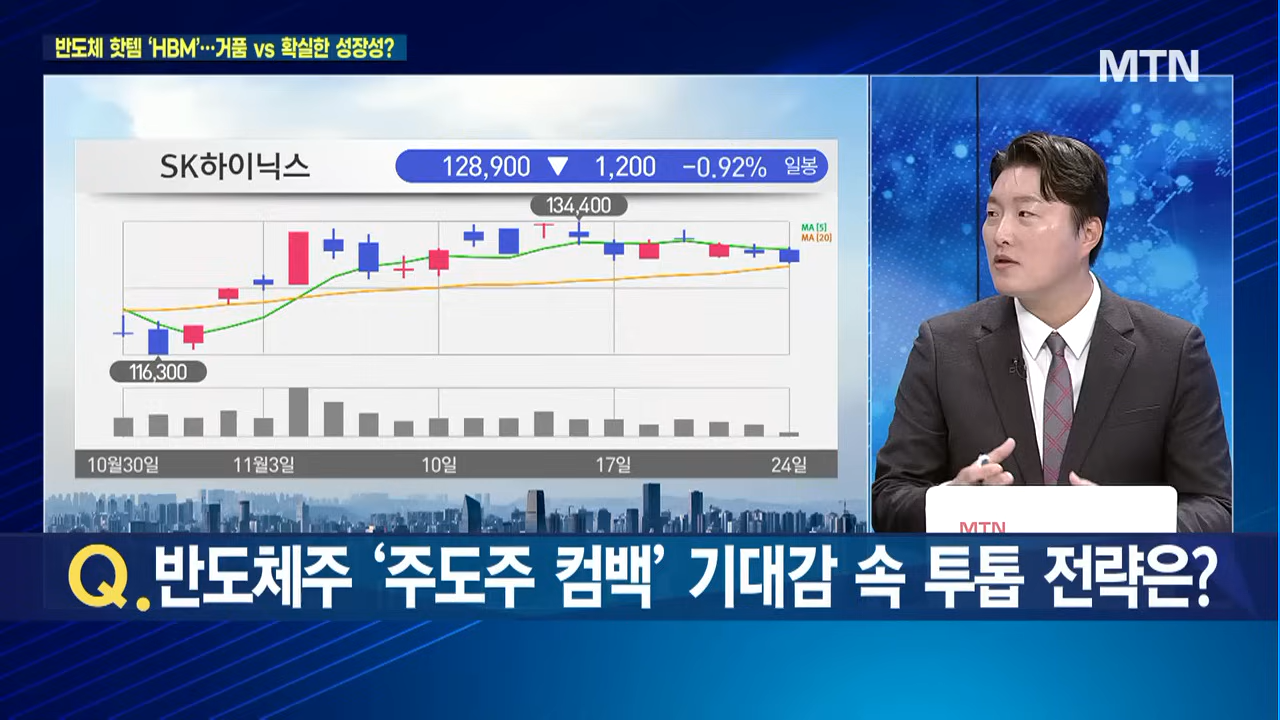 반도체 핫템 ‘HBM’…거품 vs 확실한 성장성?
MTN
SK하이닉스
128,900 ▼ 1,200 -0.92% 일봉
134,400
MA [5]
MA [20]
116,300
10월30일 11월3일 10일 17일 24일
MTN
Q.반도체주 ‘주도주 컴백’ 기대감 속 투톱 전략은?